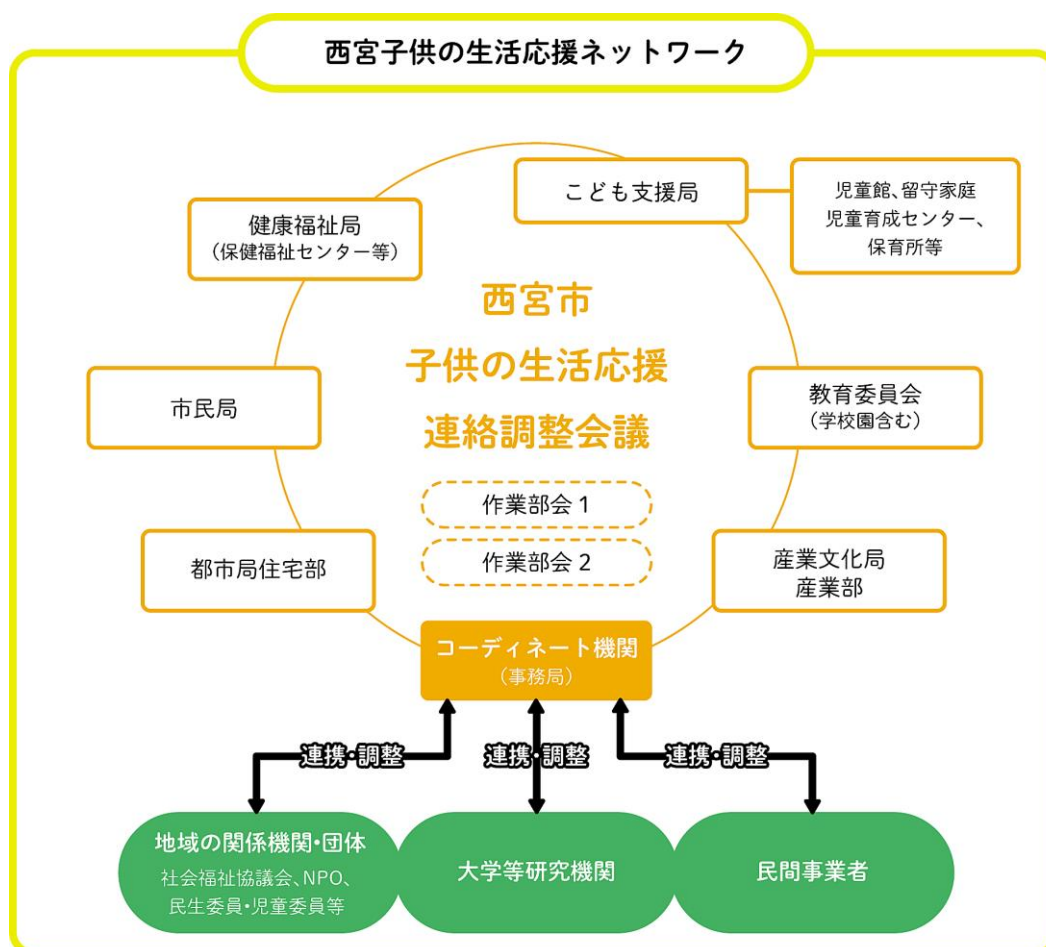 西宮子供の生活応援ネットワーク
こども支援局
児童館、留守家庭
児童育成センター、
保育所等
健康福祉局
(保健福祉センター等)
西宮市
子供の生活応援
連絡調整会議
市民局
教育委員会
(学校園含む)
作業部会 1
作業部会 2
都市局住宅部
産業文化局
産業部
コーディネート機関
(事務局)
連携・調整
連携・調整
連携・調整
地域の関係機関・団体
社会福祉協議会、NPO、
民生委員・児童委員等
大学等研究機関
民間事業者